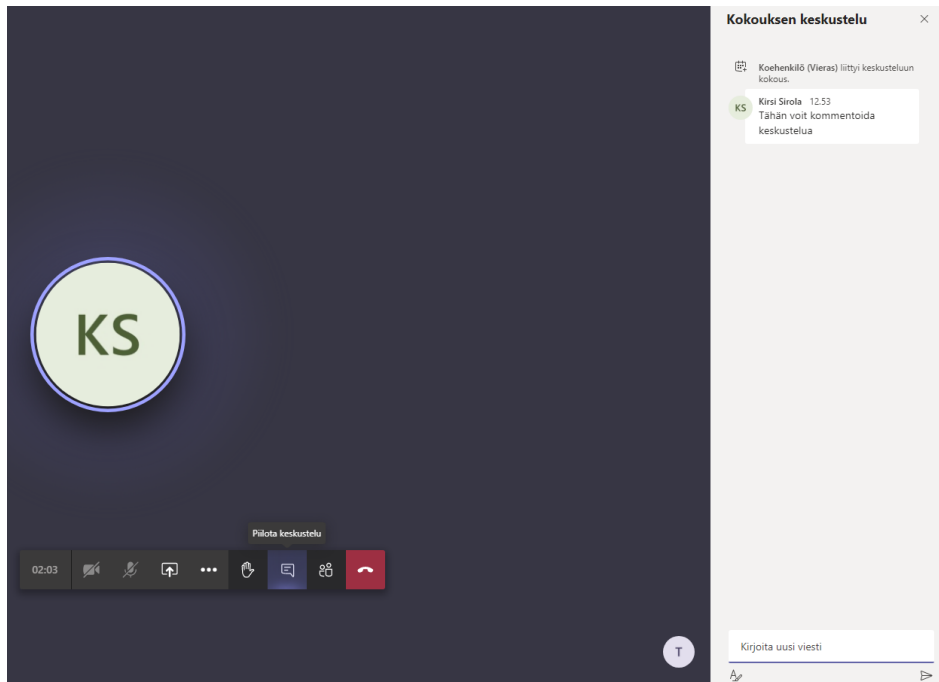 Kokouksen keskustelu
Koehenkilö (Vieras) liittyi keskusteluun
kokous.
KS
Kirsi Sirola 12.53
Tähän voit kommentoida
keskustelua
KS
Piilota keskustelu
02:03
T
Kirjoita uusi viesti